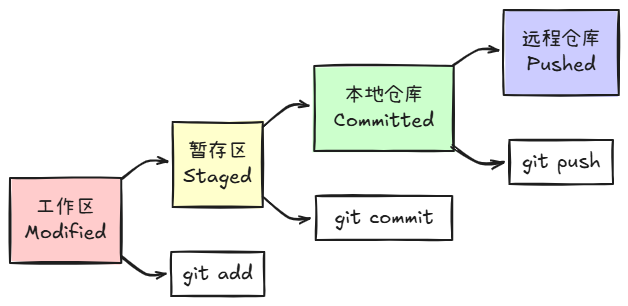 远程仓库
Pushed
本地仓库
Committed
git push
暂存区
Staged
git commit
工作区
Modified
git add